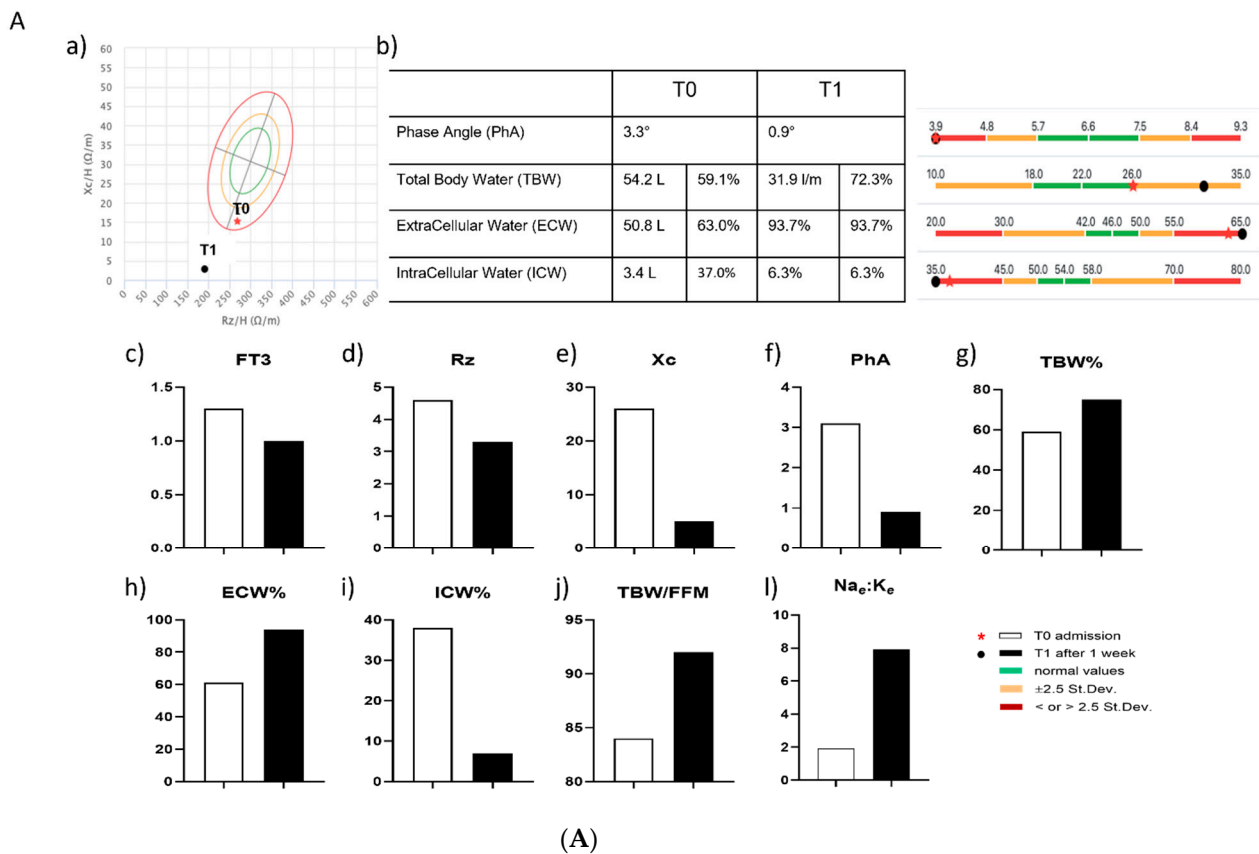 A
a)
60
55
50
45
40
35
30
25
20
15
10
5
0
Xc/H (Ω/m)
T0
T1
0 50 100 150 200 250 300 350 400 450 500 550 600
Rz/H (Ω/m)
b)
T0 T1
Phase Angle (PhA) 3.3° 0.9°
Total Body Water (TBW) 54.2 L 59.1% 31.9 l/m 72.3%
ExtraCellular Water (ECW) 50.8 L 63.0% 93.7% 93.7%
IntraCellular Water (ICW) 3.4 L 37.0% 6.3% 6.3%
3.9 4.8 5.7 6.6 7.5 8.4 9.3
10.0 18.0 22.0 26.0 35.0
20.0 30.0 42.0 46.0 50.0 55.0 65.0
35.0 45.0 50.0 54.0 58.0 70.0 80.0
c) FT3
1.5
1.0
0.5
0.0
d) Rz
5
4
3
2
1
0
e) Xc
30
20
10
0
f) PhA
4
3
2
1
0
g) TBW%
80
60
40
20
0
h) ECW%
100
80
60
40
20
0
i) ICW%
40
30
20
10
0
j) TBW/FFM
95
90
85
80
l) Naₑ:Kₑ
8
6
4
2
0
* T0 admission
● T1 after 1 week
normal values
±2.5 St.Dev.
< or > 2.5 St.Dev.
(A)